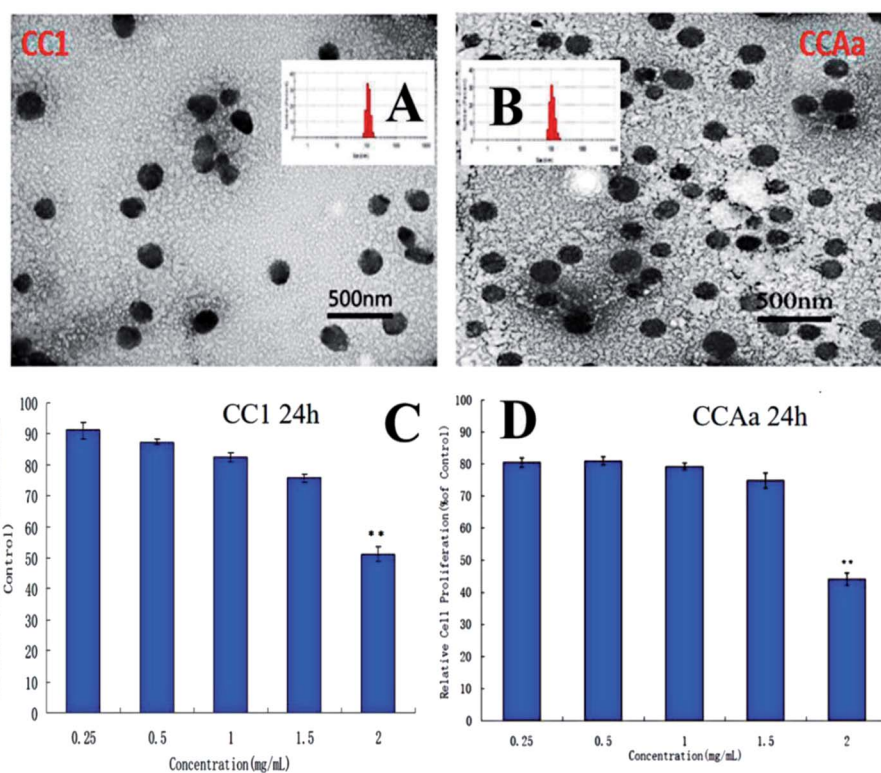 CC1
A
500nm
CCAa
B
500nm
CC1 24h
C
Control)
100
90
80
70
60
50
40
30
20
10
0
**
0.25 0.5 1 1.5 2
Concentration(mg/mL)
CCAa 24h
D
Relative Cell Proliferation(%of Control)
100
90
80
70
60
50
40
30
20
10
0
**
0.25 0.5 1 1.5 2
Concentration(mg/mL)